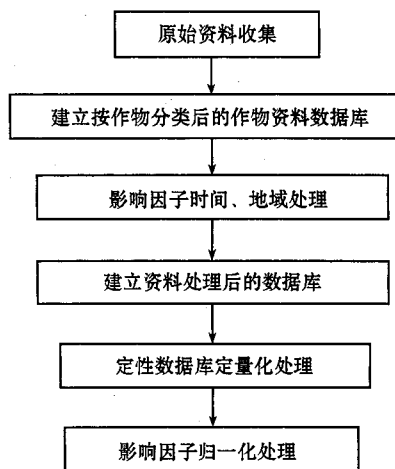 原始资料收集
建立按作物分类后的作物资料数据库
影响因子时间、地域处理
建立资料处理后的数据库
定性数据库定量化处理
影响因子归一化处理